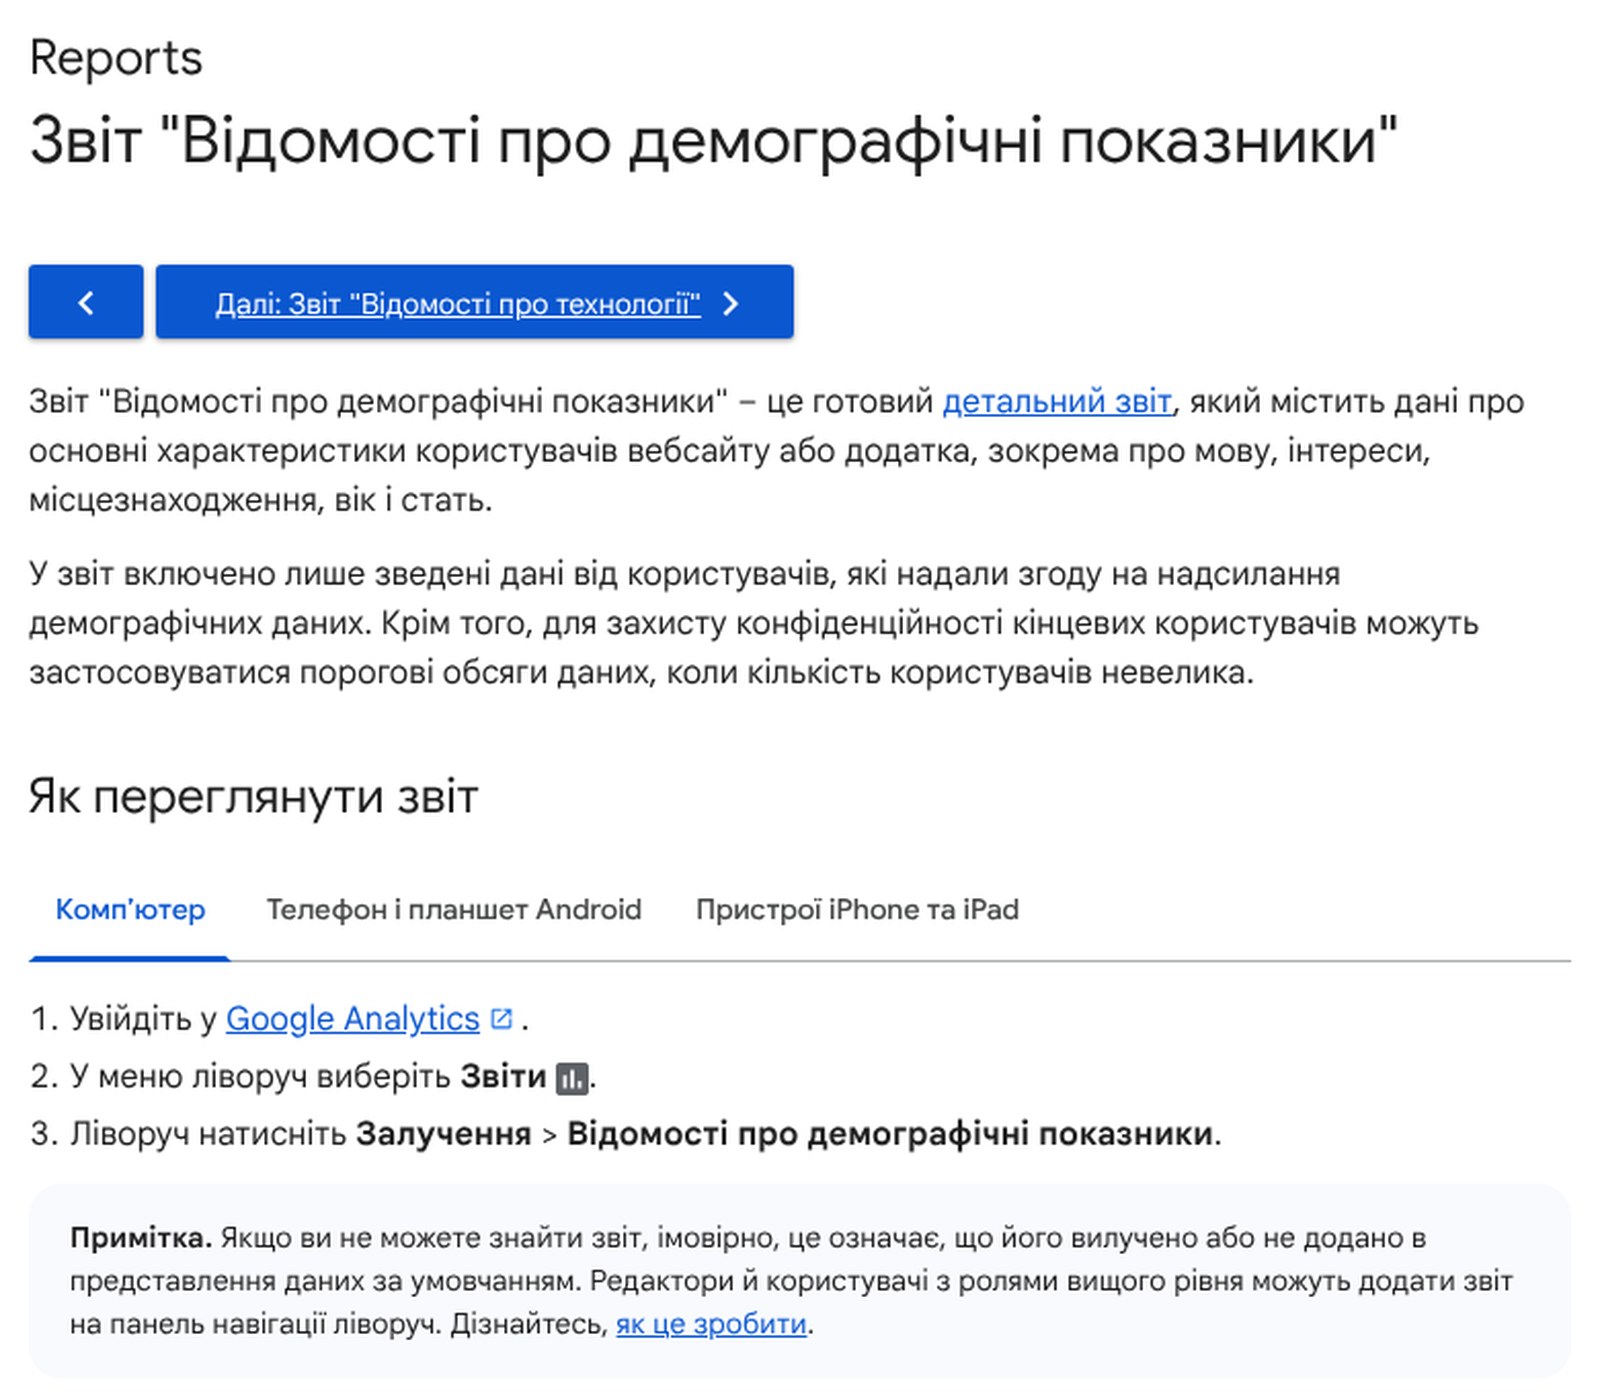 Reports
Звіт "Відомості про демографічні показники"
Далі: Звіт "Відомості про технології"
Звіт "Відомості про демографічні показники" – це готовий детальний звіт, який містить дані про
основні характеристики користувачів вебсайту або додатка, зокрема про мову, інтереси,
місцезнаходження, вік і стать.
У звіт включено лише зведені дані від користувачів, які надали згоду на надсилання
демографічних даних. Крім того, для захисту конфіденційності кінцевих користувачів можуть
застосовуватися порогові обсяги даних, коли кількість користувачів невелика.
Як переглянути звіт
Комп'ютер Телефон і планшет Android Пристрої iPhone та iPad
1. Увійдіть у Google Analytics .
2. У меню ліворуч виберіть Звіти .
3. Ліворуч натисніть Залучення > Відомості про демографічні показники.
Примітка. Якщо ви не можете знайти звіт, імовірно, це означає, що його вилучено або не додано в
представлення даних за умовчанням. Редактори й користувачі з ролями вищого рівня можуть додати звіт
на панель навігації ліворуч. Дізнайтесь, як це зробити.